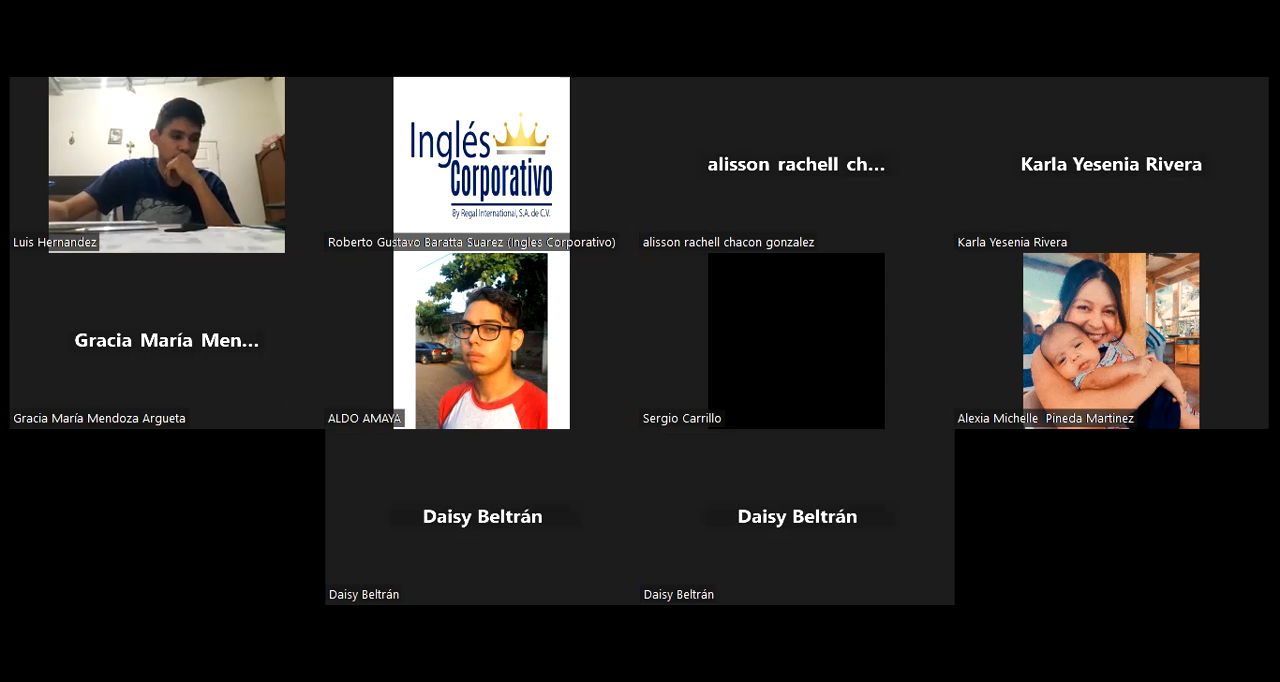 Inglés
Corporativo
By Regal International, S.A. de C.V.
alisson rachell ch...
Karla Yesenia Rivera
Luis Hernandez
Roberto Gustavo Baratta Suarez (Ingles Corporativo)
alisson rachell chacon gonzalez
Karla Yesenia Rivera
Gracia María Men...
Gracia María Mendoza Argueta
ALDO AMAYA
Sergio Carrillo
Alexia Michelle  Pineda Martinez
Daisy Beltrán
Daisy Beltrán
Daisy Beltrán
Daisy Beltrán